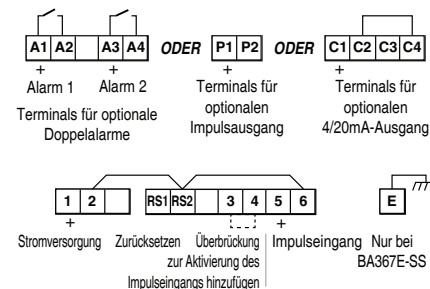 A1 A2 A3 A4 ODER P1 P2 ODER C1 C2 C3 C4
+ + + +
Alarm 1 Alarm 2
Terminals für optionale
Doppelalarme
Terminals für
optionalen
Impulsausgang
Terminals für
optionalen
4/20mA-Ausgang
1 2 RS1 RS2 3 4 5 6 E
+ +
Stromversorgung
Zurücksetzen
Überbrückung
zur Aktivierung des
Impulseingangs hinzufügen
Impulseingang
Nur bei
BA367E-SS